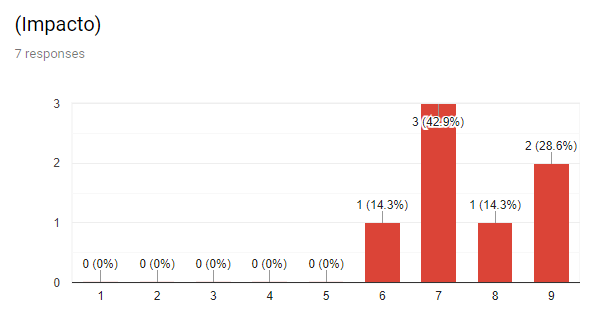 (Impacto)
7 responses
3
3 (42.9%)
2 (28.6%)
2
1 (14.3%) 1 (14.3%)
1
0 (0%) 0 (0%) 0 (0%) 0 (0%) 0 (0%)
0
1 2 3 4 5 6 7 8 9